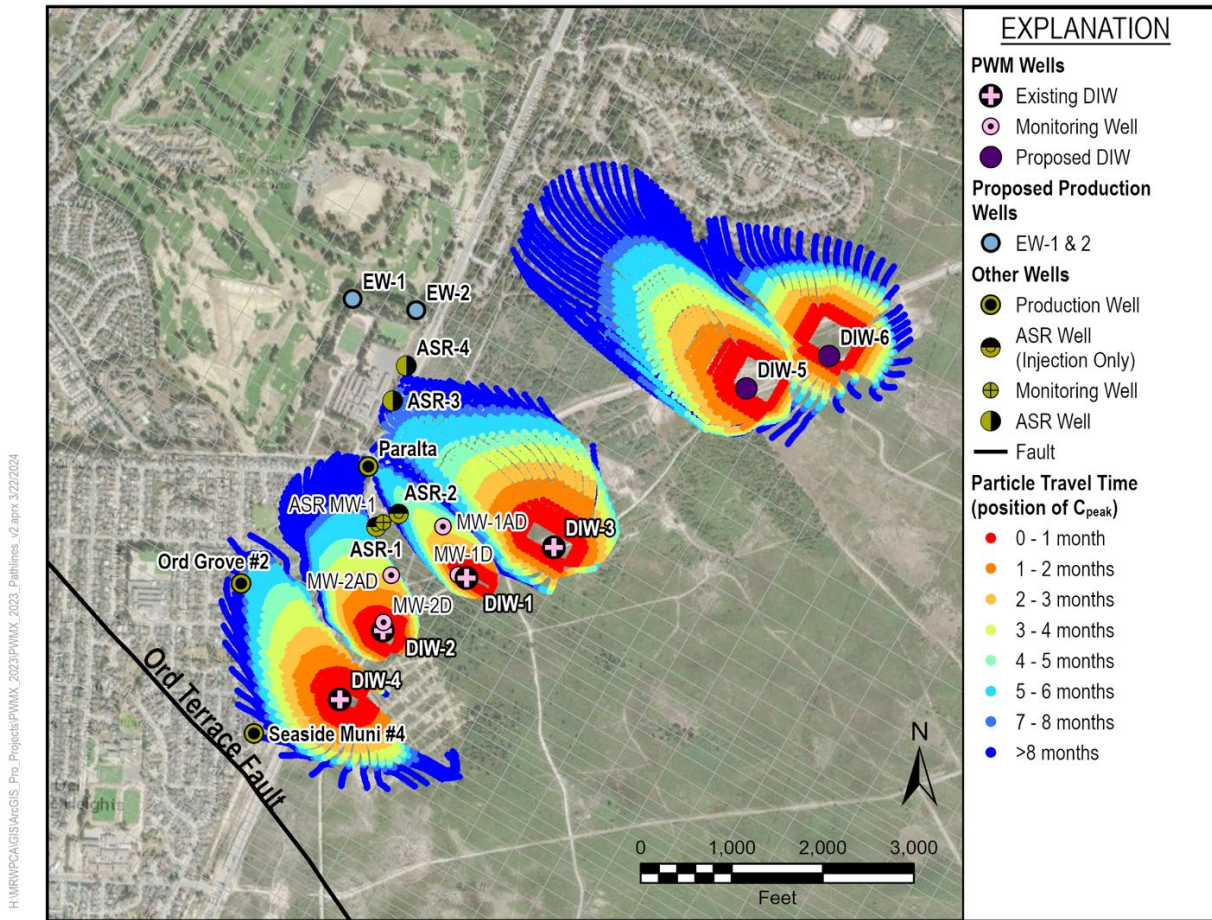 EXPLANATION
PWM Wells
Existing DIW
Monitoring Well
Proposed DIW
Proposed Production
Wells
EW-1 & 2
Other Wells
Production Well
ASR Well
(Injection Only)
Monitoring Well
ASR Well
Fault
Particle Travel Time
(position of Cpeak)
0 - 1 month
1 - 2 months
2 - 3 months
3 - 4 months
4 - 5 months
5 - 6 months
7 - 8 months
>8 months
EW-1
EW-2
ASR-4
ASR-3
Paralta
ASR-2
ASR MW-1
MW-1AD
ASR-1
MW-1D
DIW-3
Ord Grove #2
MW-2AD
DIW-1
MW-2D
DIW-2
DIW-4
Seaside Muni #4
DIW-6
DIW-5
Ord Terrace Fault
N
0 1,000 2,000 3,000
Feet
H:\MRWPCA\GIS\ArcGIS_Pro_Projects\PWMX_2023\PWMX_2023_Pathlines_v2.aprx 3/22/2024